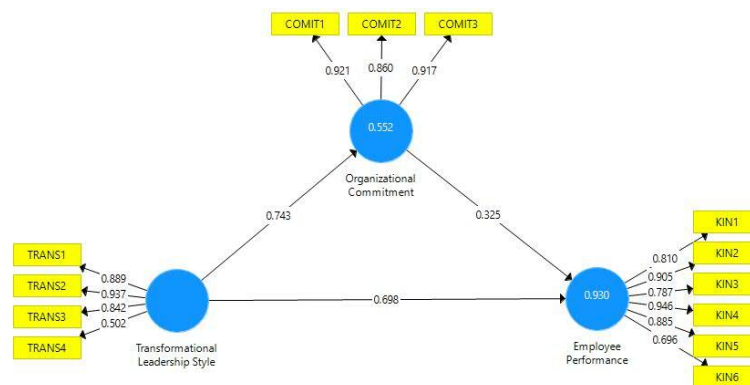 COMIT1 COMIT2 COMIT3
0.921 0.860 0.917
0.552
Organizational
Commitment
0.743
0.325
TRANS1
TRANS2
TRANS3
TRANS4
0.889
0.937
0.842
0.502
Transformational
Leadership Style
0.698
0.930
Employee
Performance
0.810
0.905
0.787
0.946
0.885
0.696
KIN1
KIN2
KIN3
KIN4
KIN5
KIN6